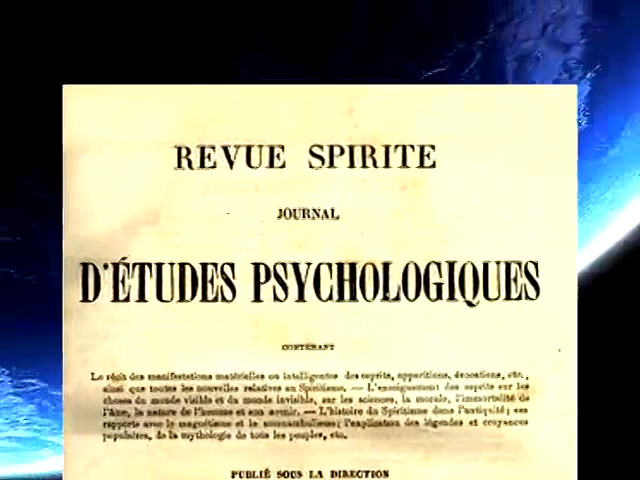 REVUE SPIRITE
JOURNAL
D'ÉTUDES PSYCHOLOGIQUES
CONTENANT
Le récit des manifestations matérielles ou intelligentes des esprits, apparitions, évocations, etc.,
ainsi que toutes les nouvelles relatives au Spiritisme. — L'enseignement des esprits sur les
choses du monde visible et du monde invisible, sur les sciences, la morale, l'immortalité de
l'âme, la nature de l'homme et son avenir. — L'histoire du Spiritisme dans l'antiquité; ses
rapports avec le magnétisme et le somnambulisme; l'explication des légendes et croyances
populaires, de la mythologie de tous les peuples, etc.
PUBLIÉ SOUS LA DIRECTION